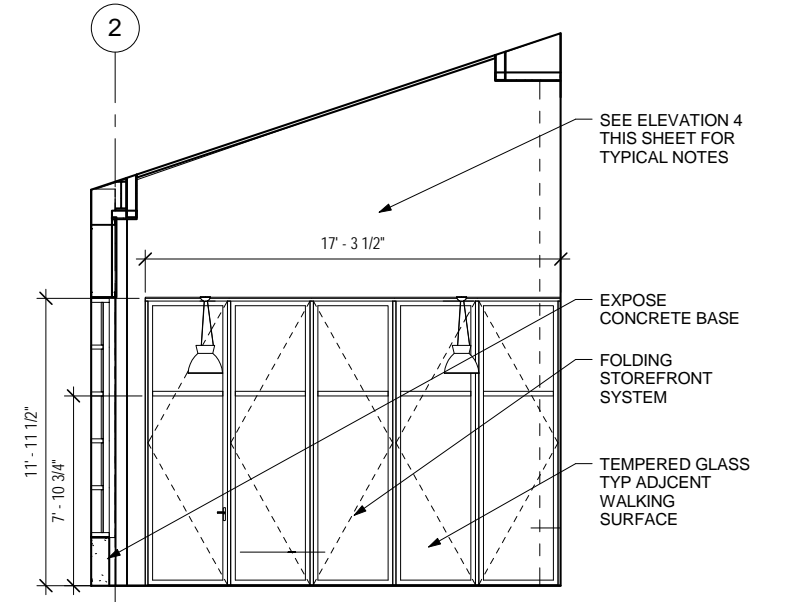 2
SEE ELEVATION 4
THIS SHEET FOR
TYPICAL NOTES
17' - 3 1/2"
EXPOSE
CONCRETE BASE
FOLDING
STOREFRONT
SYSTEM
11' - 11 1/2"
7' - 10 3/4"
TEMPERED GLASS
TYP ADJCENT
WALKING
SURFACE